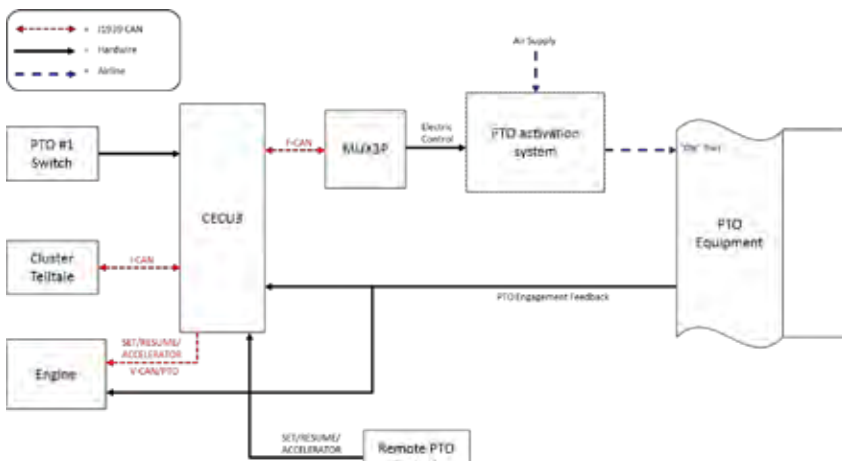 = J1939 CAN
= Hardwire
= Airline
Air Supply
PTO #1
Switch
CECU3
F-CAN
MUX3P
Electric
Control
PTO activation
system
PTO
Equipment
Cluster
Telltale
I-CAN
PTO Engagement Feedback
SET/RESUME/
ACCELERATOR
V-CAN/PTO
Engine
SET/RESUME/
ACCELERATOR
Remote PTO